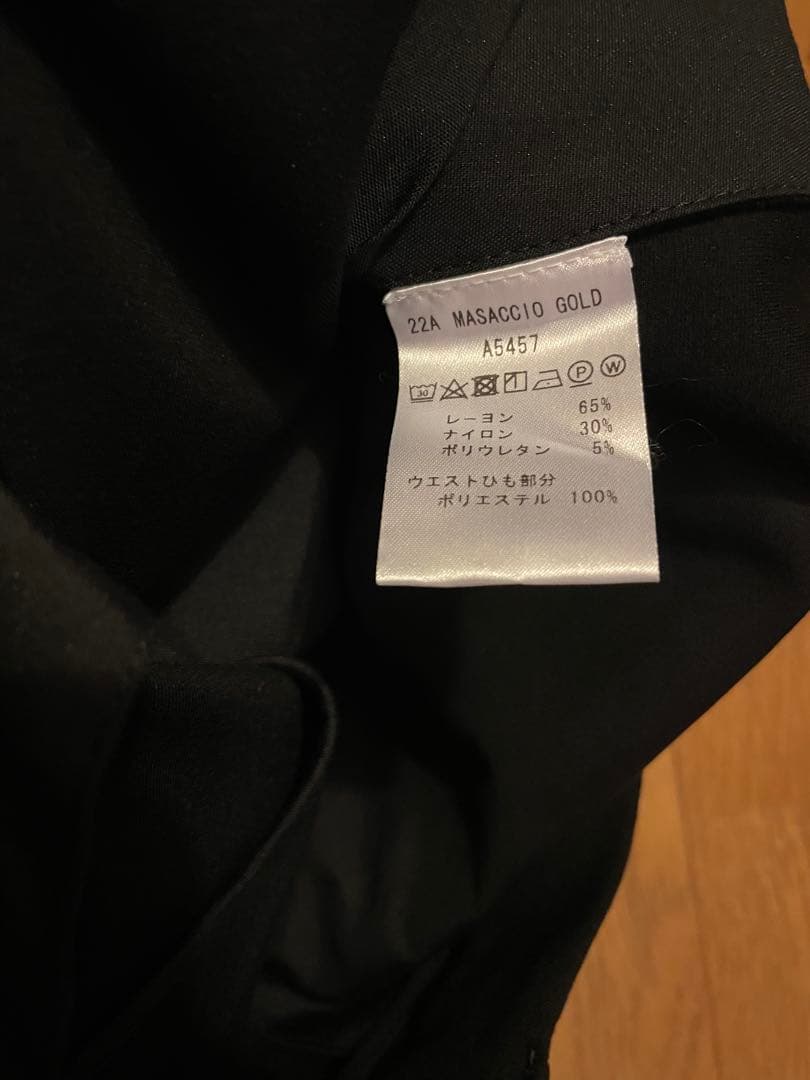 22A MASACCIO GOLD
A5457
30 P W
レーヨン 65%
ナイロン 30%
ポリウレタン 5%
ウエストひも部分
ポリエステル 100%